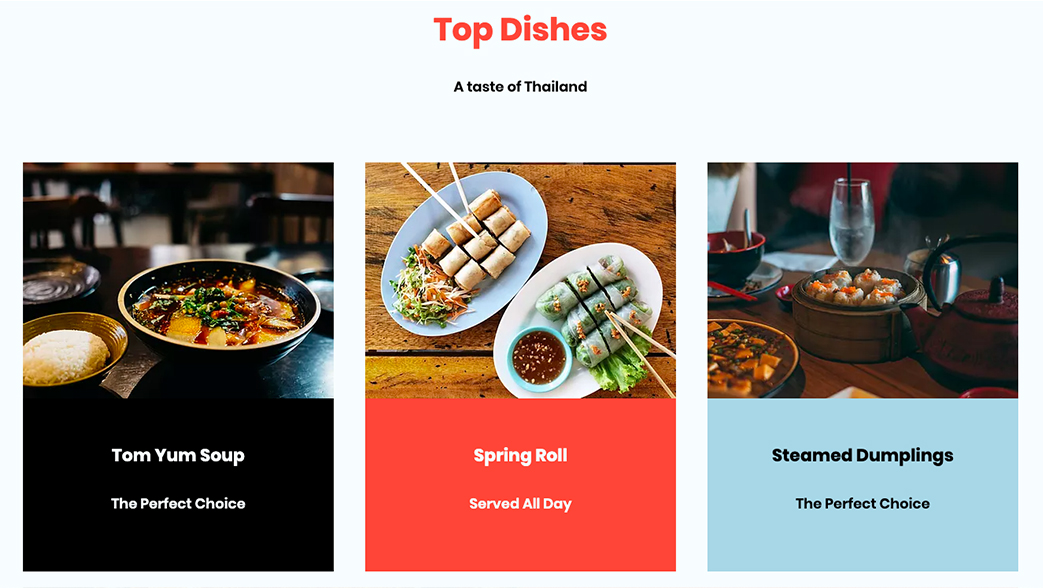 Top Dishes
A taste of Thailand
Tom Yum Soup
The Perfect Choice
Spring Roll
Served All Day
Steamed Dumplings
The Perfect Choice